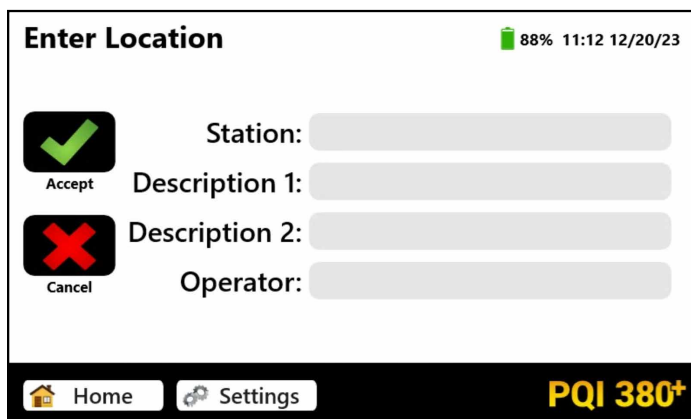 Enter Location
88% 11:12 12/20/23
Station:
Accept
Description 1:
Description 2:
Cancel
Operator:
Home
Settings
PQI 380+